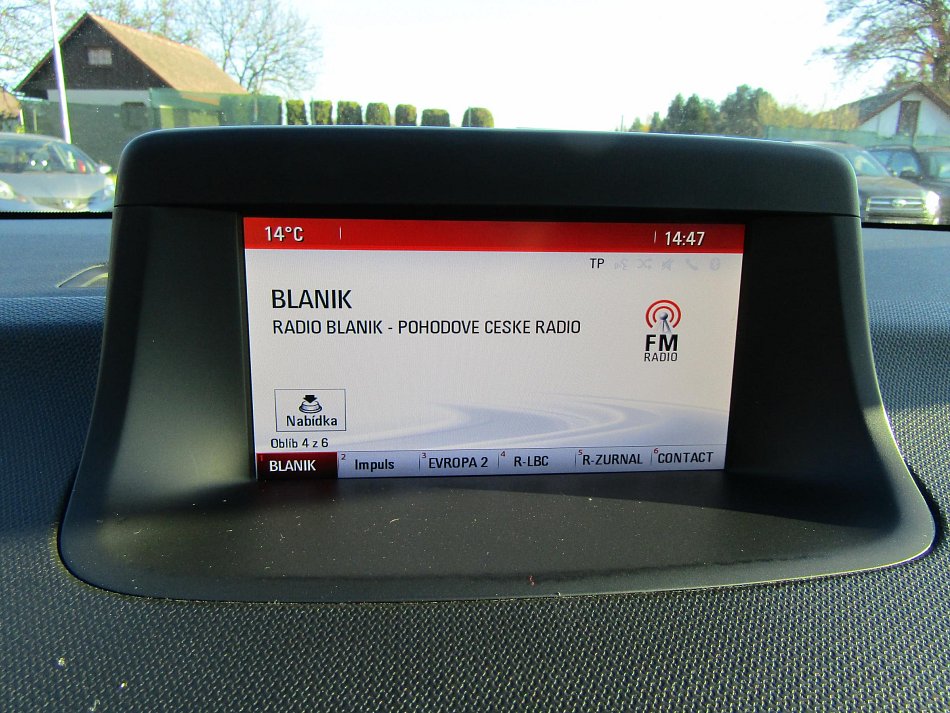 14°C 14:47
TP
BLANIK
RADIO BLANIK - POHODOVE CESKE RADIO
FM
RADIO
Nabídka
Oblíb 4 z 6
1 BLANIK 2 Impuls 3 EVROPA 2 4 R-LBC 5 R-ZURNAL 6 CONTACT